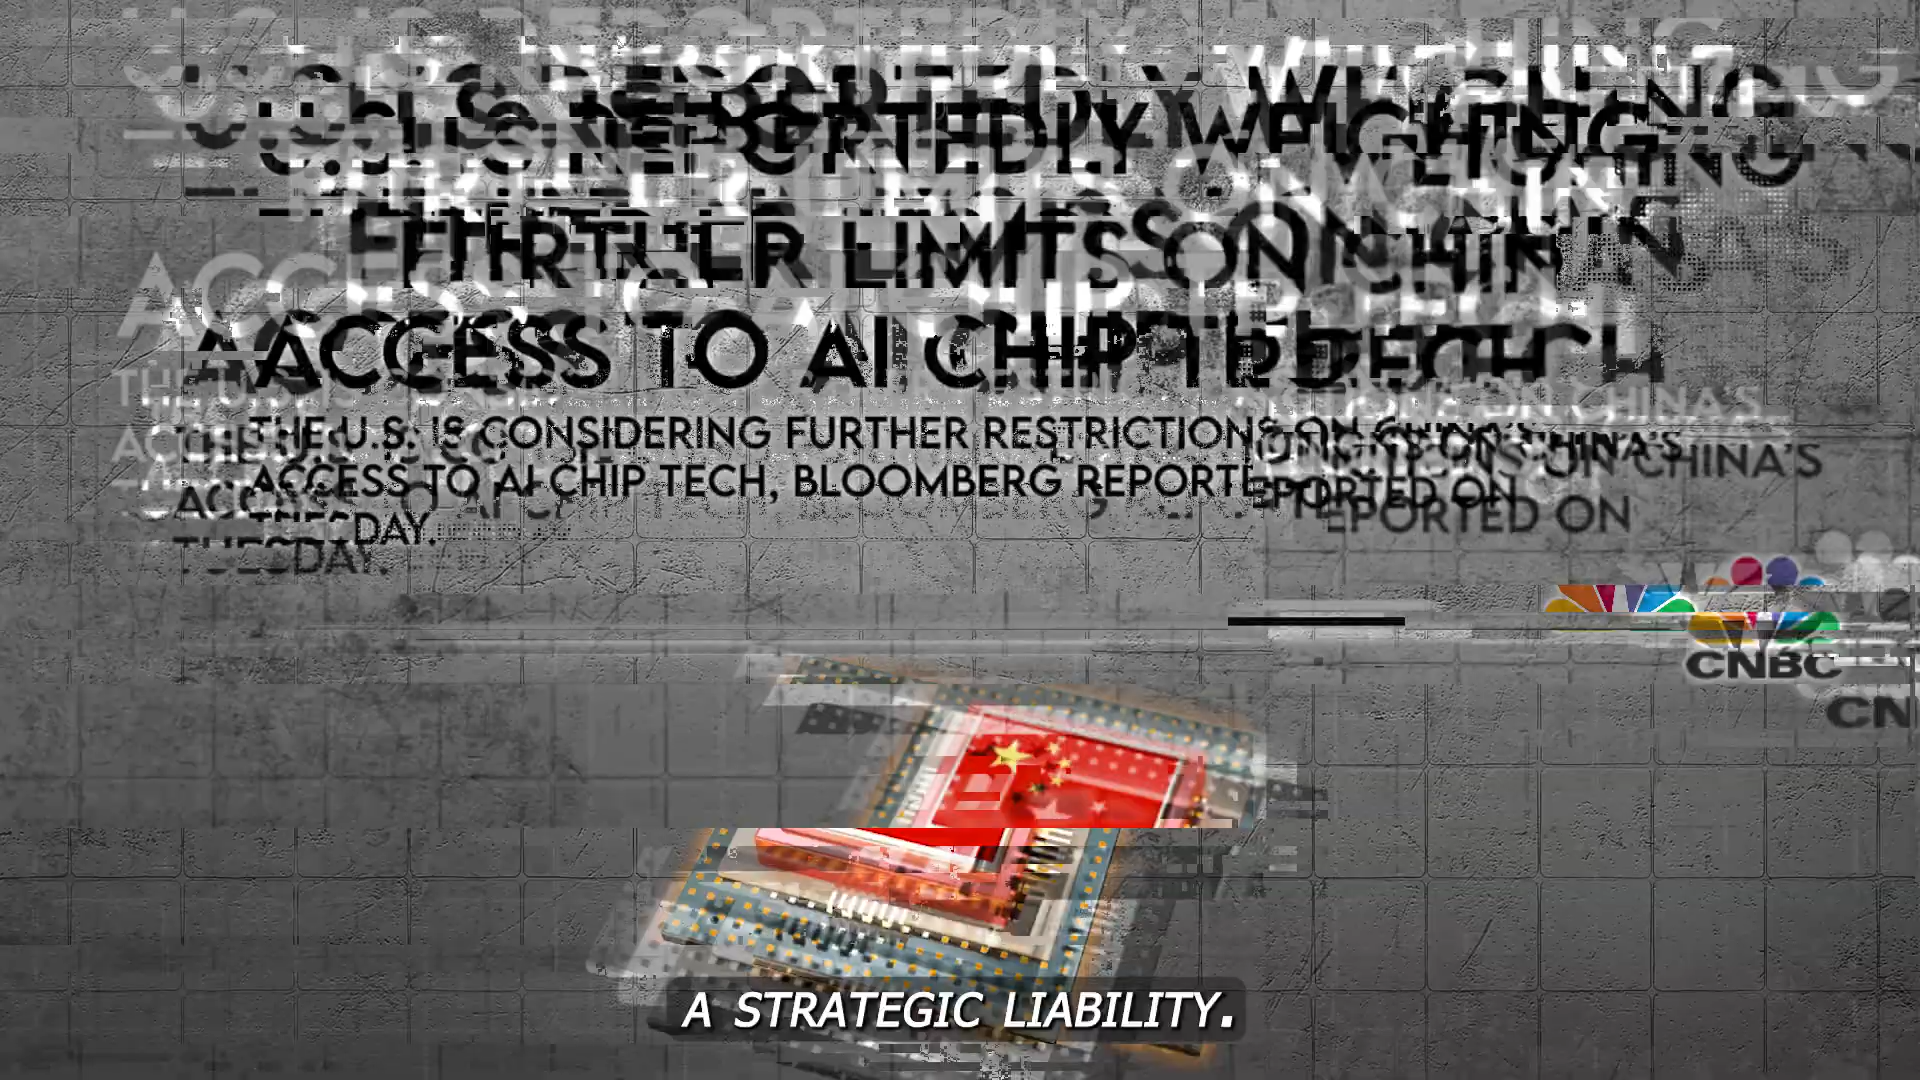 U.S. IS REPORTEDLY WEIGHING
FURTHER LIMITS ON
ACCESS TO AI CHIP TECH
THE U.S. IS CONSIDERING FURTHER RESTRICTIONS ON CHINA'S
ACCESS TO AI CHIP TECH, BLOOMBERG REPORTED ON
TUESDAY.
CNBC
A STRATEGIC LIABILITY.